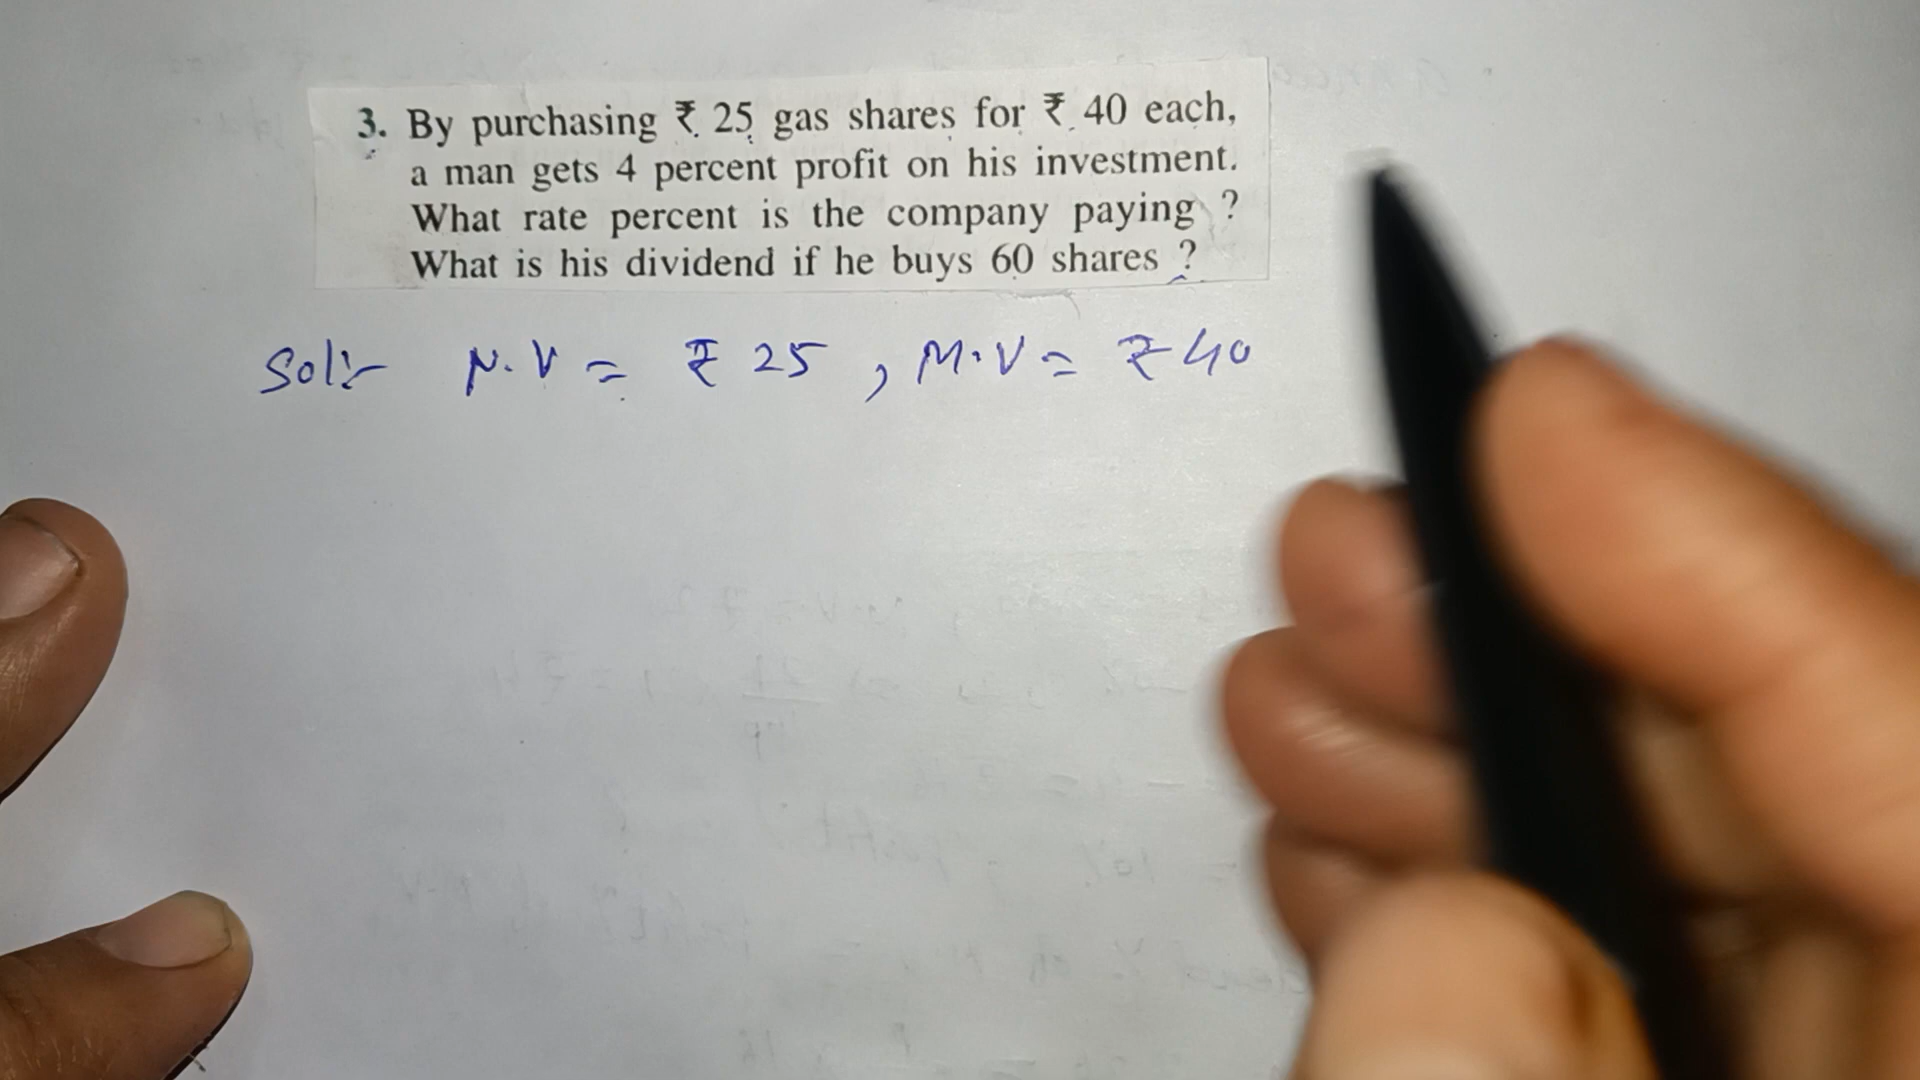 3. By purchasing ₹ 25 gas shares for ₹ 40 each,
a man gets 4 percent profit on his investment.
What rate percent is the company paying ?
What is his dividend if he buys 60 shares ?
Sol:- N.V = ₹ 25 , M.V = ₹ 40